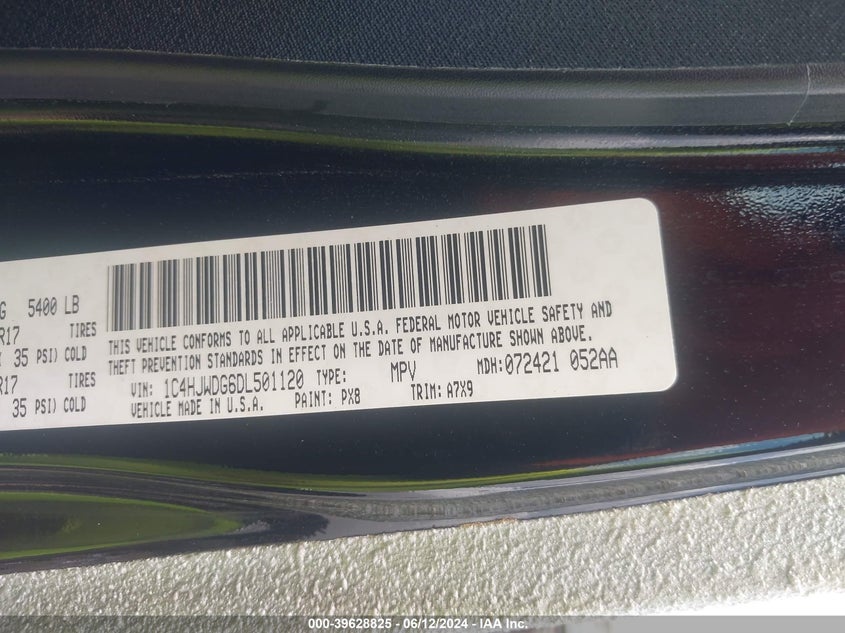 G 5400 LB
R17 TIRES
35 PSI) COLD
R17 TIRES
35 PSI) COLD
THIS VEHICLE CONFORMS TO ALL APPLICABLE U.S.A. FEDERAL MOTOR VEHICLE SAFETY AND
THEFT PREVENTION STANDARDS IN EFFECT ON THE DATE OF MANUFACTURE SHOWN ABOVE.
VIN: 1C4HJWDG6DL501120 TYPE: MPV MDH: 072421 052AA
VEHICLE MADE IN U.S.A. PAINT: PX8 TRIM: A7X9
000-39628825 - 06/12/2024 - IAA, Inc.